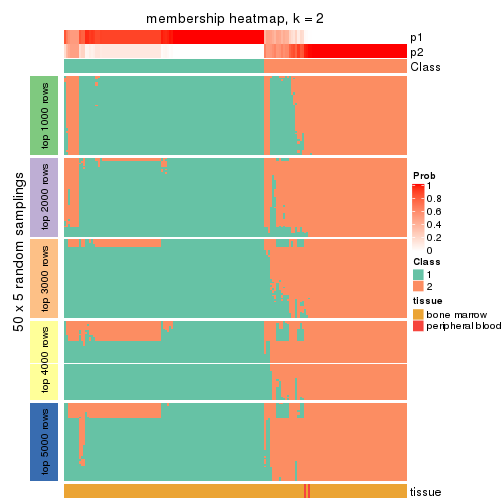 membership heatmap, k = 2
p1
p2
Class
50 x 5 random samplings
top 1000 rows
top 2000 rows
top 3000 rows
top 4000 rows
top 5000 rows
Prob
1
0.8
0.6
0.4
0.2
0
Class
1
2
tissue
bone marrow
peripheral blood
tissue